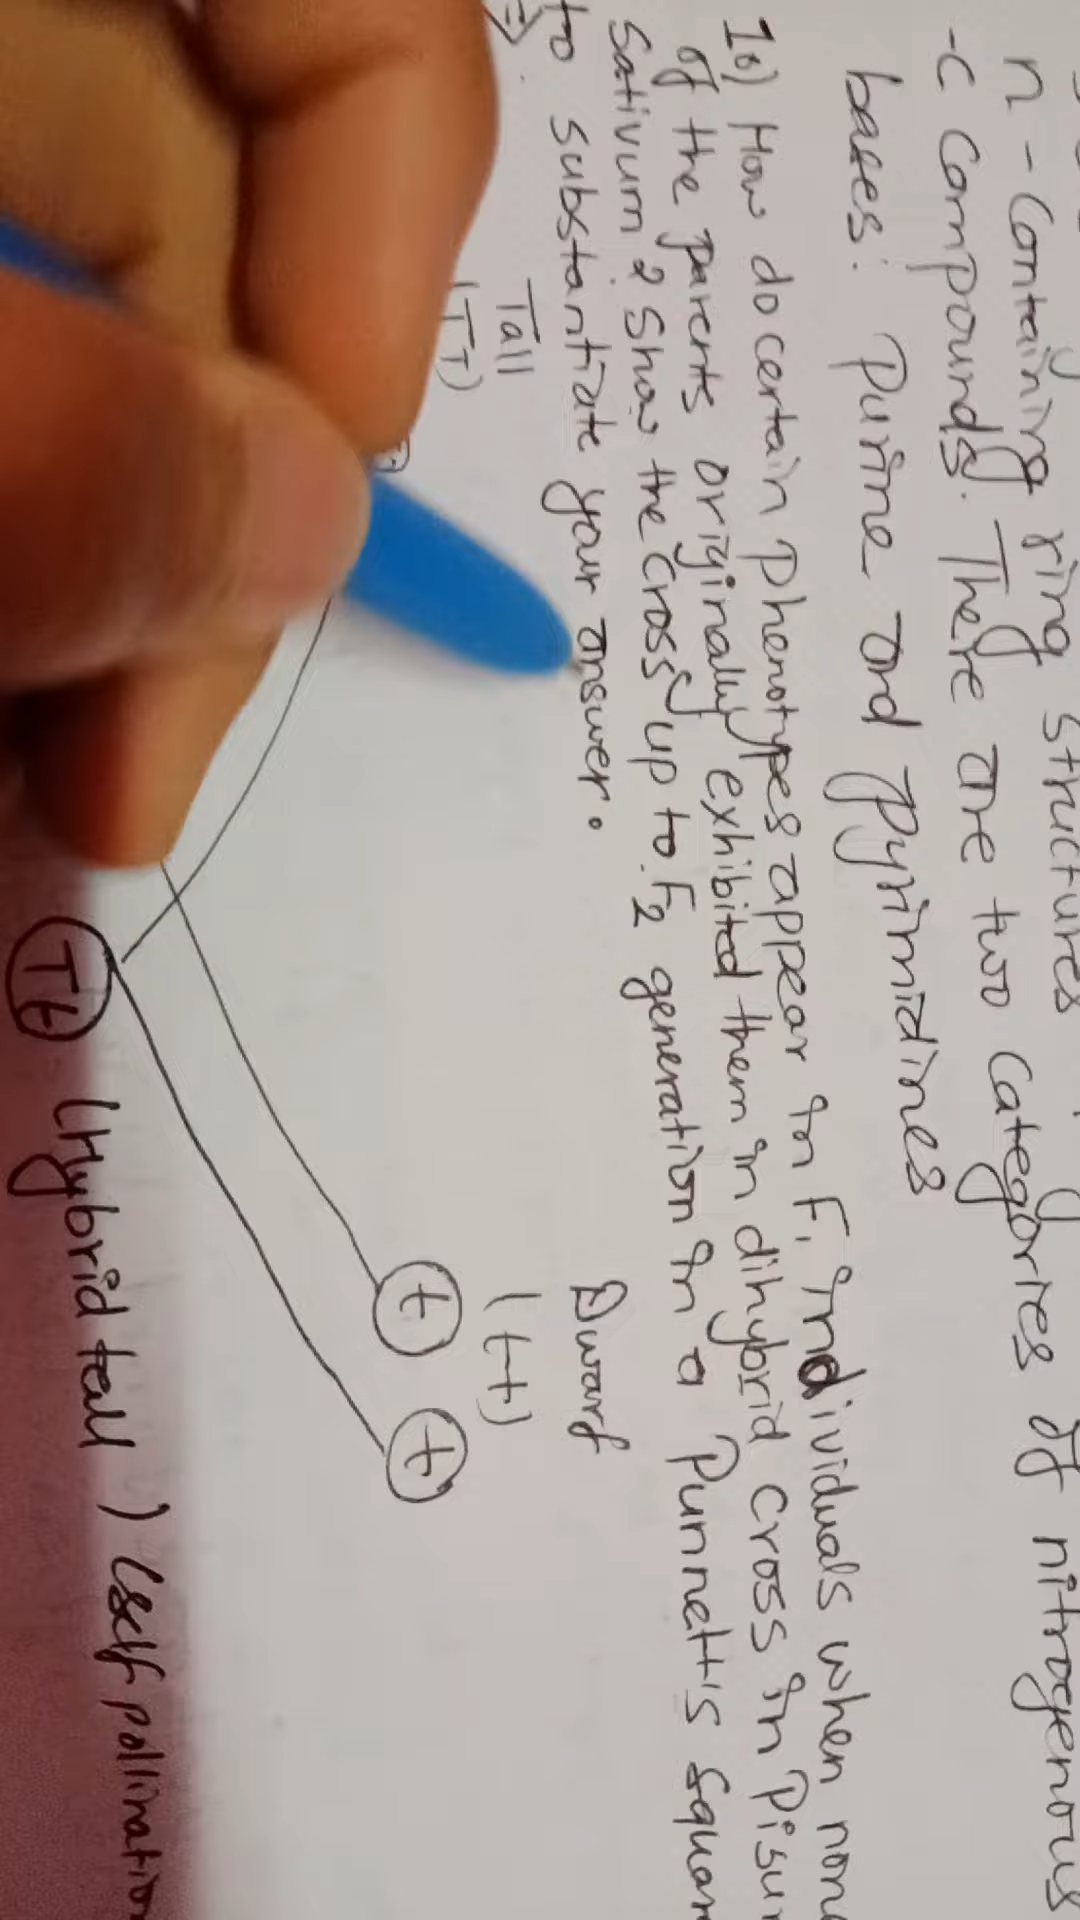 n - Containing ring structures
-c compounds. There are two categories of nitrogenous
bases: purine and pyrimidines
10) How do certain phenotypes appear in F1 individuals when none
of the parents originally exhibited them in dihybrid cross in Pisum
sativum? Show the cross up to F2 generation in a Punnett's Square
to substantiate your answer.
Tall Dwarf
(TT) (tt)
t t
Tt (Hybrid tall) (self pollination